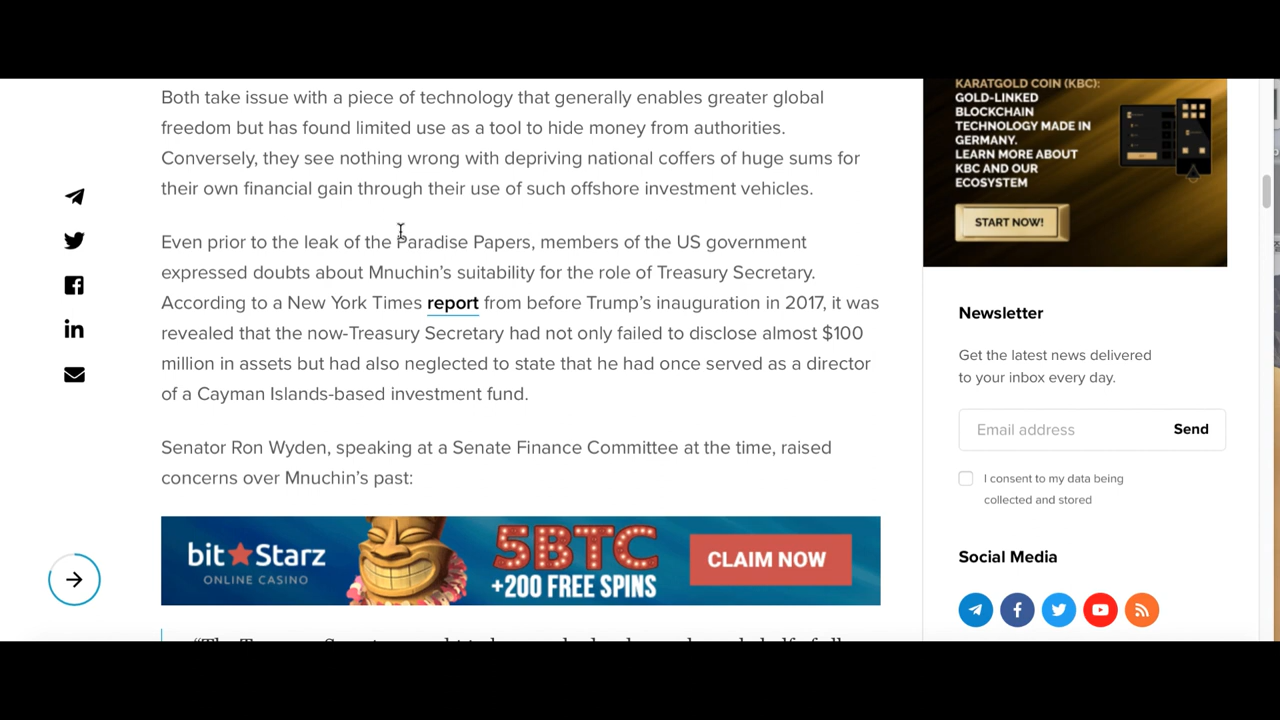 Both take issue with a piece of technology that generally enables greater global
freedom but has found limited use as a tool to hide money from authorities.
Conversely, they see nothing wrong with depriving national coffers of huge sums for
their own financial gain through their use of such offshore investment vehicles.
Even prior to the leak of the Paradise Papers, members of the US government
expressed doubts about Mnuchin’s suitability for the role of Treasury Secretary.
According to a New York Times report from before Trump’s inauguration in 2017, it was
revealed that the now-Treasury Secretary had not only failed to disclose almost $100
million in assets but had also neglected to state that he had once served as a director
of a Cayman Islands-based investment fund.
Senator Ron Wyden, speaking at a Senate Finance Committee at the time, raised
concerns over Mnuchin’s past:
bitStarz
ONLINE CASINO
5BTC
+200 FREE SPINS
CLAIM NOW
KARATGOLD COIN (KBC):
GOLD-LINKED
BLOCKCHAIN
TECHNOLOGY MADE IN
GERMANY.
LEARN MORE ABOUT
KBC AND OUR
ECOSYSTEM
START NOW!
Newsletter
Get the latest news delivered
to your inbox every day.
Email address
Send
I consent to my data being
collected and stored
Social Media